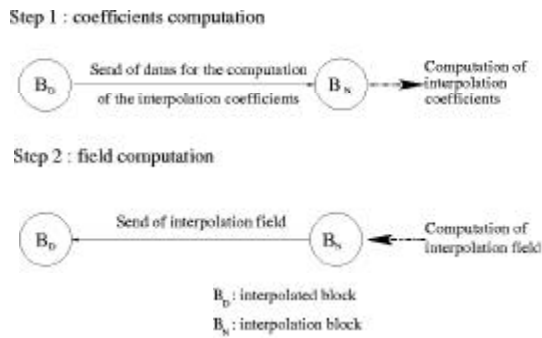 Step 1 : coefficients computation
Send of datas for the computation
of the interpolation coefficients
B_D
B_N
Computation of
interpolation
coefficients
Step 2 : field computation
Send of interpolation field
B_D
B_N
Computation of
interpolation field
B_D : interpolated block
B_N : interpolation block